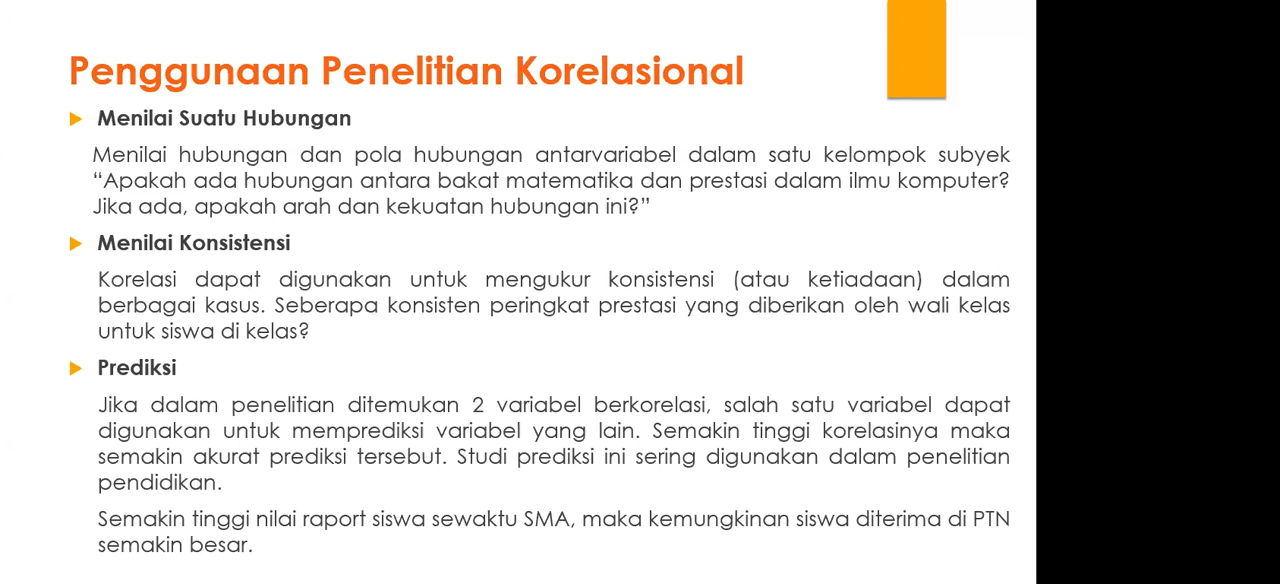 Penggunaan Penelitian Korelasional
Menilai Suatu Hubungan
Menilai hubungan dan pola hubungan antarvariabel dalam satu kelompok subyek
“Apakah ada hubungan antara bakat matematika dan prestasi dalam ilmu komputer?
Jika ada, apakah arah dan kekuatan hubungan ini?”
Menilai Konsistensi
Korelasi dapat digunakan untuk mengukur konsistensi (atau ketiadaan) dalam
berbagai kasus. Seberapa konsisten peringkat prestasi yang diberikan oleh wali kelas
untuk siswa di kelas?
Prediksi
Jika dalam penelitian ditemukan 2 variabel berkorelasi, salah satu variabel dapat
digunakan untuk memprediksi variabel yang lain. Semakin tinggi korelasinya maka
semakin akurat prediksi tersebut. Studi prediksi ini sering digunakan dalam penelitian
pendidikan.
Semakin tinggi nilai raport siswa sewaktu SMA, maka kemungkinan siswa diterima di PTN
semakin besar.